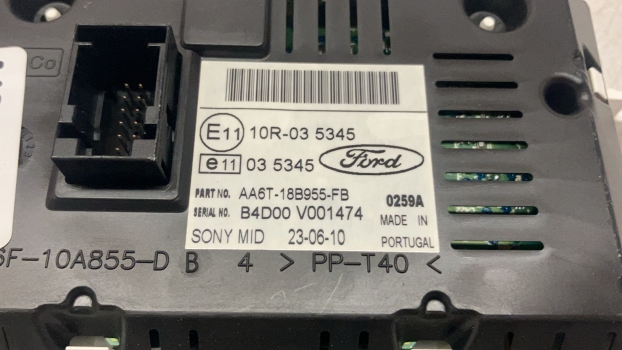 Co
E11 10R-03 5345
e11 03 5345 Ford
PART NO. AA6T-18B955-FB 0259A
SERIAL NO. B4D00 V001474 MADE IN
SONY MID 23-06-10 PORTUGAL
F-10A855-D B 4 > PP-T40 <